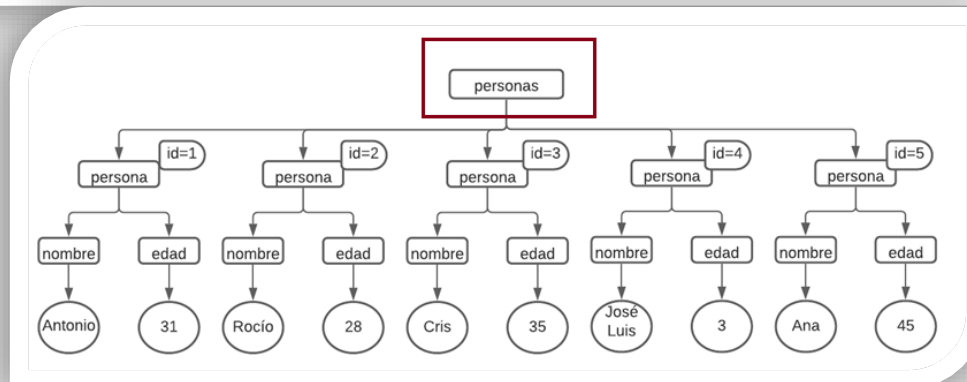 personas
id=1
id=2
id=3
id=4
id=5
persona
persona
persona
persona
persona
nombre
edad
nombre
edad
nombre
edad
nombre
edad
nombre
edad
Antonio
31
Rocío
28
Cris
35
José
Luis
3
Ana
45